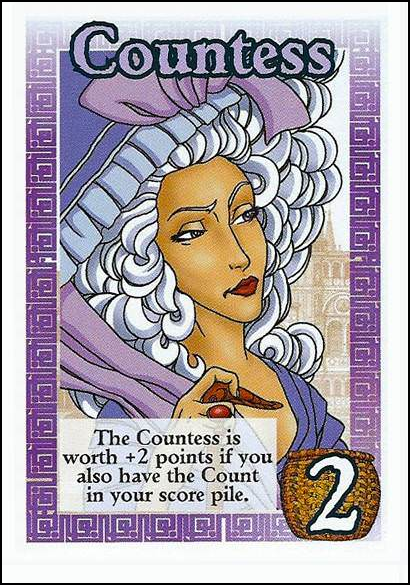 Countess
The Countess is
worth +2 points if you
also have the Count
in your score pile.
2